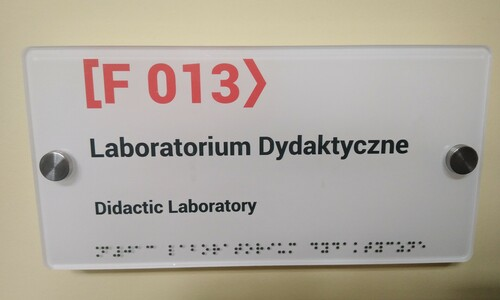 [F 013⟩
Laboratorium Dydaktyczne
Didactic Laboratory